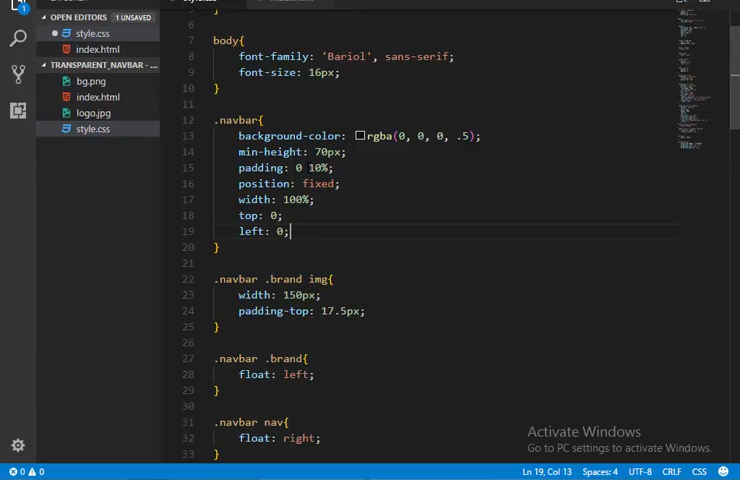 OPEN EDITORS 1 UNSAVED
style.css
index.html
TRANSPARENT_NAVBAR
bg.png
index.html
logo.jpg
style.css
1
6
7 body{
8 font-family: 'Bariol', sans-serif;
9 font-size: 16px;
10 }
11
12 .navbar{
13 background-color: rgba(0, 0, 0, .5);
14 min-height: 70px;
15 padding: 0 10%;
16 position: fixed;
17 width: 100%;
18 top: 0;
19 left: 0;
20 }
21
22 .navbar .brand img{
23 width: 150px;
24 padding-top: 17.5px;
25 }
26
27 .navbar .brand{
28 float: left;
29 }
30
31 .navbar nav{
32 float: right;
33 }
Activate Windows
Go to PC settings to activate Windows.
0 0 Ln 19, Col 13 Spaces: 4 UTF-8 CRLF CSS